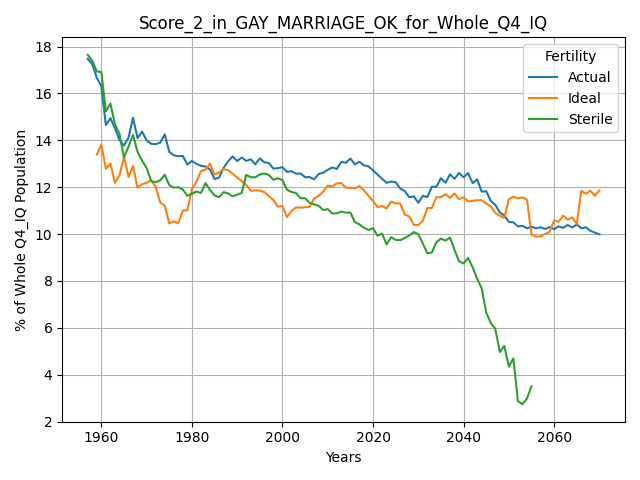 Score_2_in_GAY_MARRIAGE_OK_for_Whole_Q4_IQ
Fertility
Actual
Ideal
Sterile
% of Whole Q4_IQ Population
18
16
14
12
10
8
6
4
2
1960 1980 2000 2020 2040 2060
Years